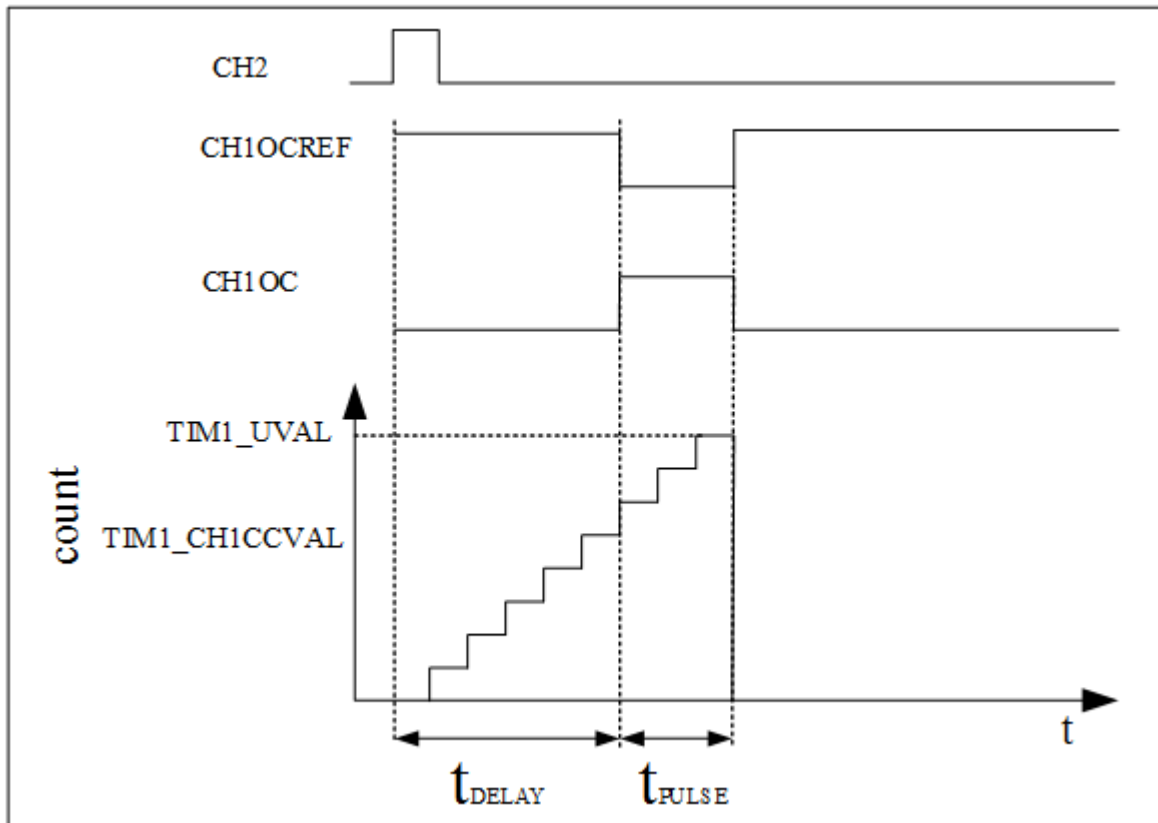 CH2
CH1OCREF
CH1OC
TIM1_UVAL
TIM1_CH1CCVAL
count
t
tDELAY
tPULSE